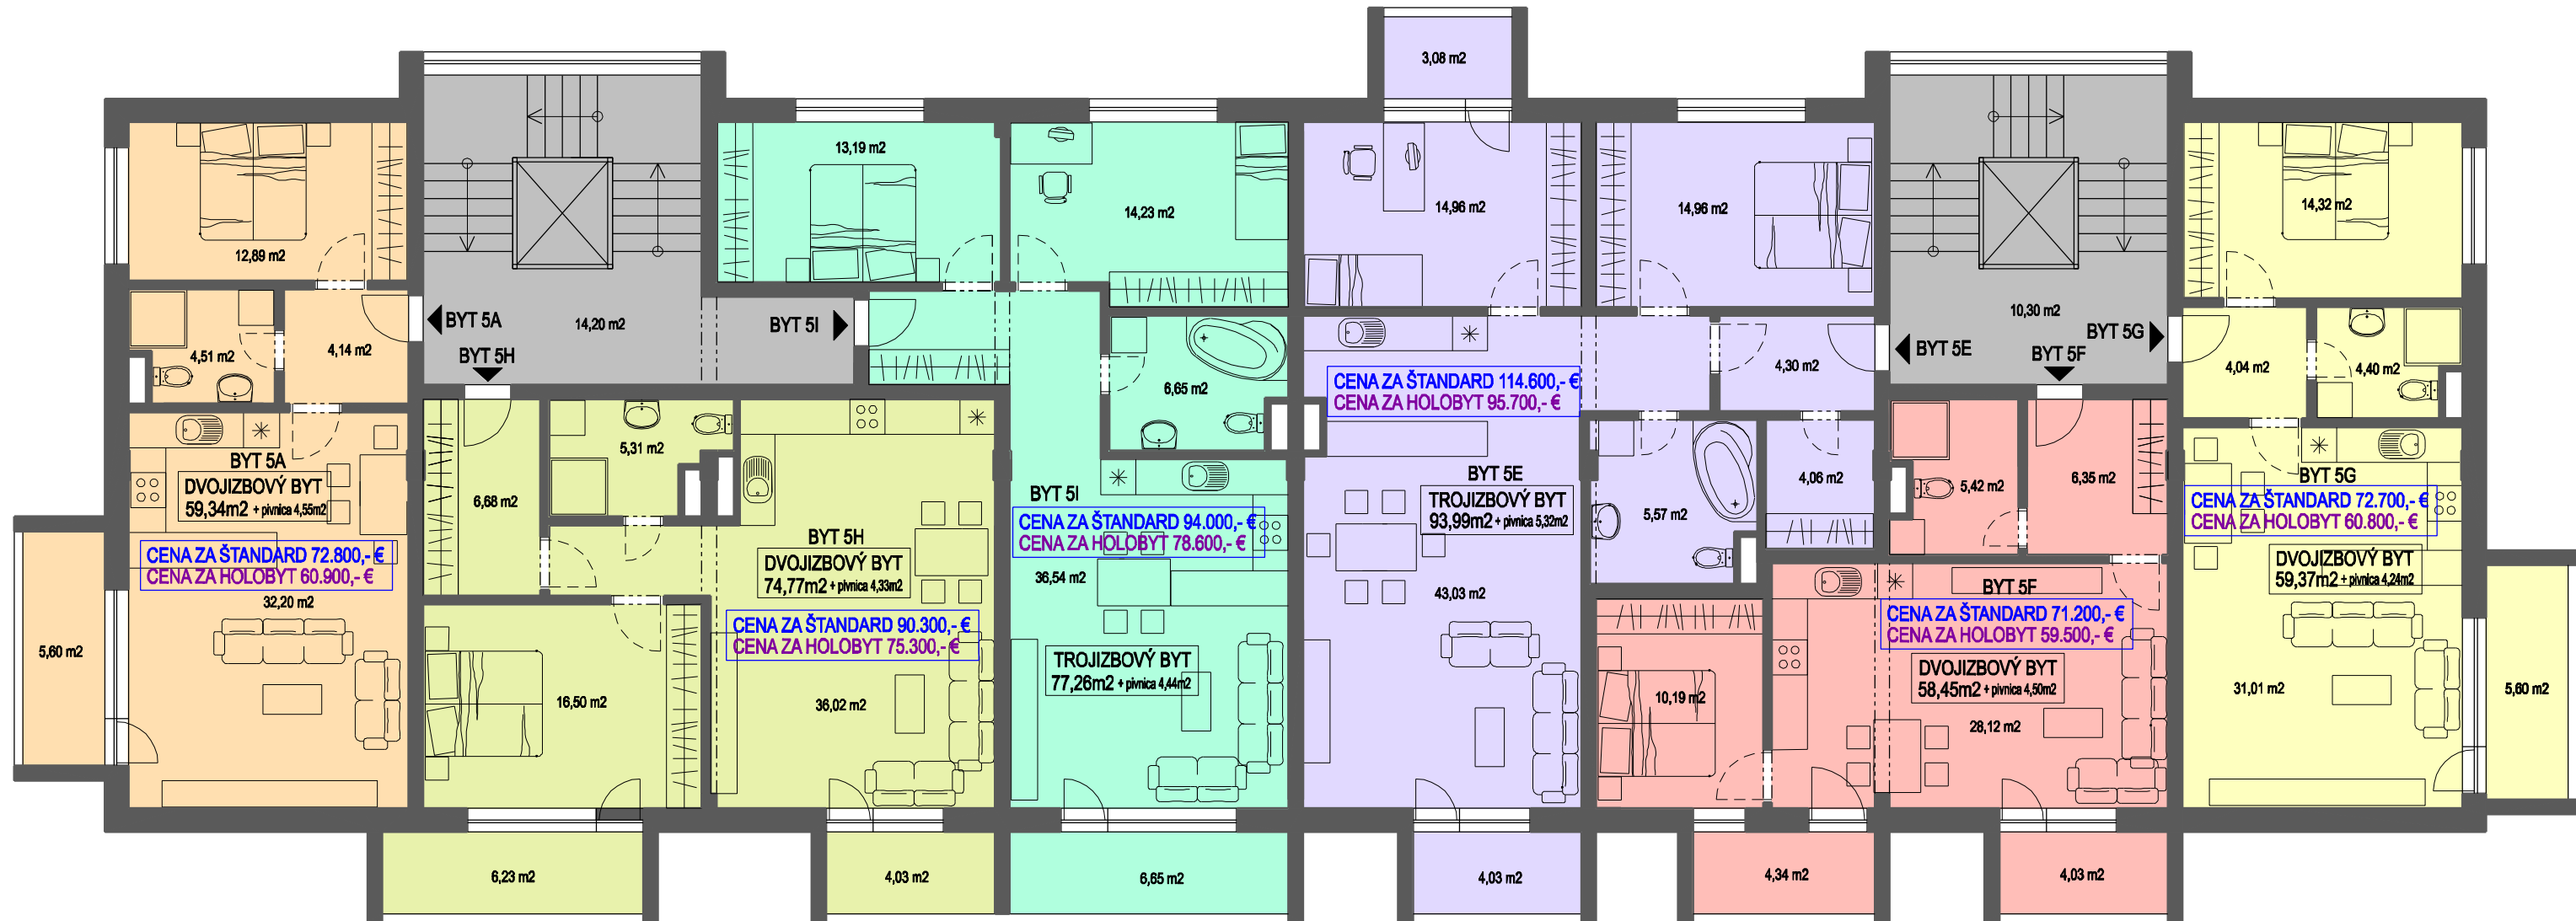 3,08 m2
13,19 m2
14,23 m2
14,96 m2
14,96 m2
14,32 m2
12,89 m2
14,20 m2
10,30 m2
BYT 5A
BYT 5I
BYT 5H
BYT 5E
BYT 5G
BYT 5F
4,51 m2
4,14 m2
6,65 m2
4,30 m2
4,04 m2
4,40 m2
CENA ZA ŠTANDARD 114.600,- €
CENA ZA HOLOBYT 95.700,- €
5,31 m2
6,68 m2
BYT 5A
DVOJIZBOVÝ BYT
59,34m2 + pivnica 4,55m2
CENA ZA ŠTANDARD 72.800,- €
CENA ZA HOLOBYT 60.900,- €
32,20 m2
5,60 m2
BYT 5H
DVOJIZBOVÝ BYT
74,77m2 + pivnica 4,33m2
CENA ZA ŠTANDARD 90.300,- €
CENA ZA HOLOBYT 75.300,- €
16,50 m2
36,02 m2
BYT 5I
CENA ZA ŠTANDARD 94.000,- €
CENA ZA HOLOBYT 78.600,- €
36,54 m2
TROJIZBOVÝ BYT
77,26m2 + pivnica 4,44m2
BYT 5E
TROJIZBOVÝ BYT
93,99m2 + pivnica 5,32m2
43,03 m2
5,57 m2
4,06 m2
5,42 m2
6,35 m2
BYT 5F
CENA ZA ŠTANDARD 71.200,- €
CENA ZA HOLOBYT 59.500,- €
DVOJIZBOVÝ BYT
58,45m2 + pivnica 4,50m2
10,19 m2
28,12 m2
BYT 5G
CENA ZA ŠTANDARD 72.700,- €
CENA ZA HOLOBYT 60.800,- €
DVOJIZBOVÝ BYT
59,37m2 + pivnica 4,24m2
31,01 m2
5,60 m2
6,23 m2
4,03 m2
6,65 m2
4,03 m2
4,34 m2
4,03 m2